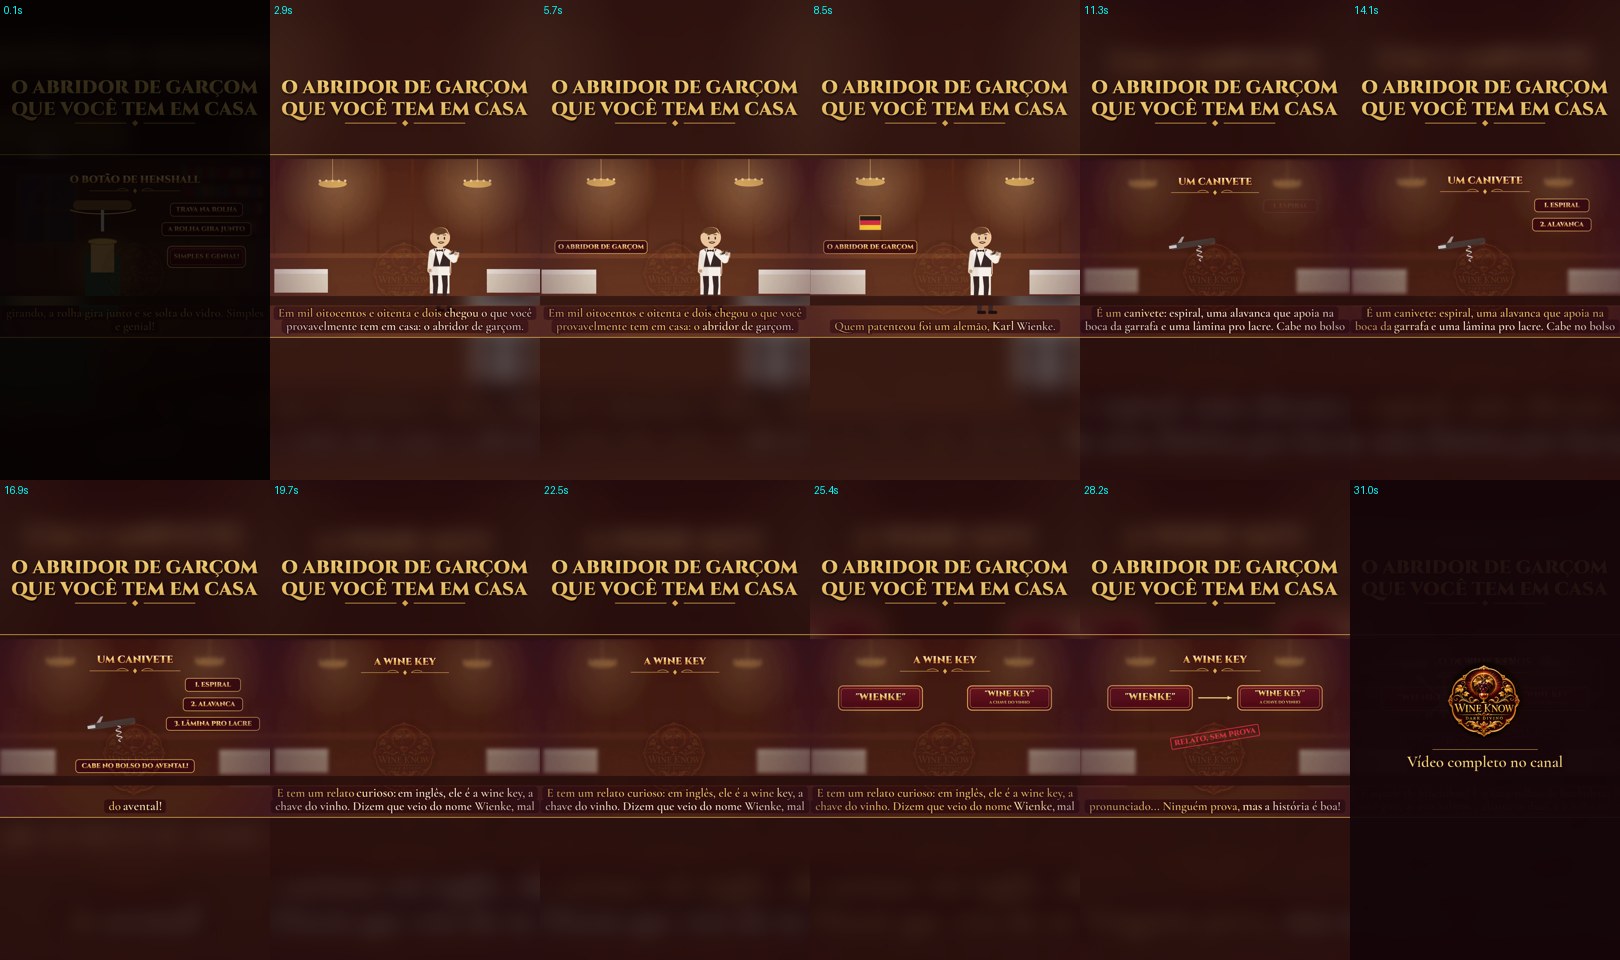 0.1s
O ABRIDOR DE GARÇOM
QUE VOCÊ TEM EM CASA
O BOTÃO DE HENSHALL
TRAVA NA ROLHA
A ROLHA GIRA JUNTO
SIMPLES E GENIAL!
girando, a rolha gira junto e se solta do vidro. Simples
e genial!
2.9s
O ABRIDOR DE GARÇOM
QUE VOCÊ TEM EM CASA
Em mil oitocentos e oitenta e dois chegou o que você
provavelmente tem em casa: o abridor de garçom.
5.7s
O ABRIDOR DE GARÇOM
QUE VOCÊ TEM EM CASA
O ABRIDOR DE GARÇOM
Em mil oitocentos e oitenta e dois chegou o que você
provavelmente tem em casa: o abridor de garçom.
8.5s
O ABRIDOR DE GARÇOM
QUE VOCÊ TEM EM CASA
O ABRIDOR DE GARÇOM
Quem patenteou foi um alemão, Karl Wienke.
11.3s
O ABRIDOR DE GARÇOM
QUE VOCÊ TEM EM CASA
UM CANIVETE
1. ESPIRAL
É um canivete: espiral, uma alavanca que apoia na
boca da garrafa e uma lâmina pro lacre. Cabe no bolso
14.1s
O ABRIDOR DE GARÇOM
QUE VOCÊ TEM EM CASA
UM CANIVETE
1. ESPIRAL
2. ALAVANCA
É um canivete: espiral, uma alavanca que apoia na
boca da garrafa e uma lâmina pro lacre. Cabe no bolso
16.9s
O ABRIDOR DE GARÇOM
QUE VOCÊ TEM EM CASA
UM CANIVETE
1. ESPIRAL
2. ALAVANCA
3. LÂMINA PRO LACRE
CABE NO BOLSO DO AVENTAL!
do avental!
19.7s
O ABRIDOR DE GARÇOM
QUE VOCÊ TEM EM CASA
A WINE KEY
E tem um relato curioso: em inglês, ele é a wine key, a
chave do vinho. Dizem que veio do nome Wienke, mal
22.5s
O ABRIDOR DE GARÇOM
QUE VOCÊ TEM EM CASA
A WINE KEY
E tem um relato curioso: em inglês, ele é a wine key, a
chave do vinho. Dizem que veio do nome Wienke, mal
25.4s
O ABRIDOR DE GARÇOM
QUE VOCÊ TEM EM CASA
A WINE KEY
"WIENKE"
"WINE KEY"
A CHAVE DO VINHO
E tem um relato curioso: em inglês, ele é a wine key, a
chave do vinho. Dizem que veio do nome Wienke, mal
28.2s
O ABRIDOR DE GARÇOM
QUE VOCÊ TEM EM CASA
A WINE KEY
"WIENKE"
"WINE KEY"
A CHAVE DO VINHO
RELATO, SEM PROVA
pronunciado... Ninguém prova, mas a história é boa!
31.0s
O ABRIDOR DE GARÇOM
QUE VOCÊ TEM EM CASA
WINE KNOW
DARE DIVINO
Vídeo completo no canal